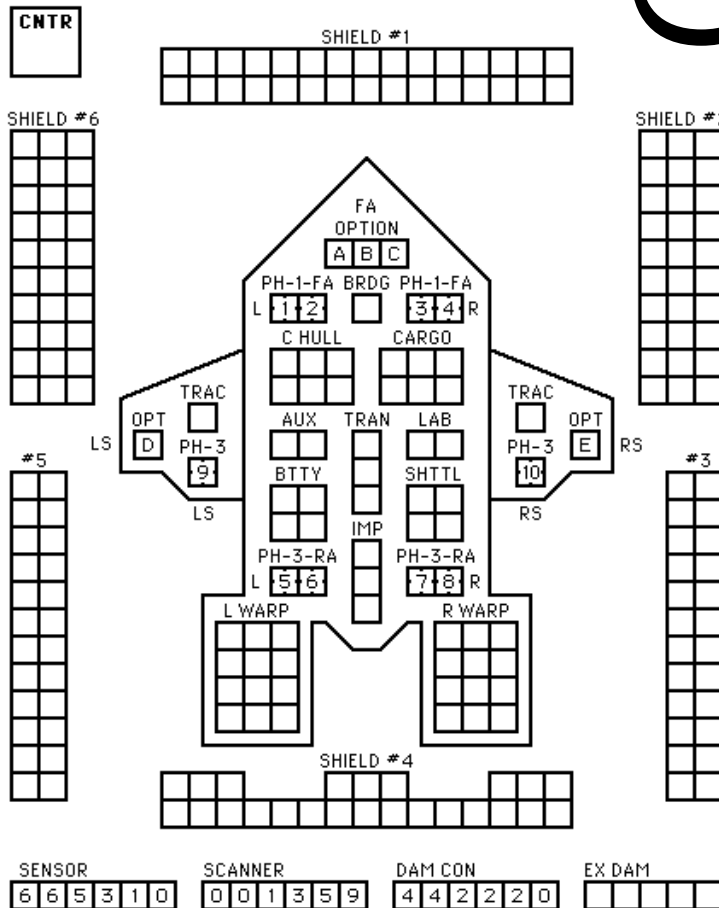 CNTR
SHIELD #1
SHIELD #6
SHIELD #2
FA
OPTION
A B C
PH-1-FA BRDG PH-1-FA
L 1 2 3 4 R
C HULL CARGO
TRAC TRAC
OPT AUX TRAN LAB OPT
LS D PH-3 PH-3 E RS
#5 9 BTTY SHTTL 10 #3
LS IMP RS
PH-3-RA PH-3-RA
L 5 6 7 8 R
L WARP R WARP
SHIELD #4
SENSOR SCANNER DAM CON EX DAM
6 6 5 3 1 0 0 0 1 3 5 9 4 4 2 2 2 0